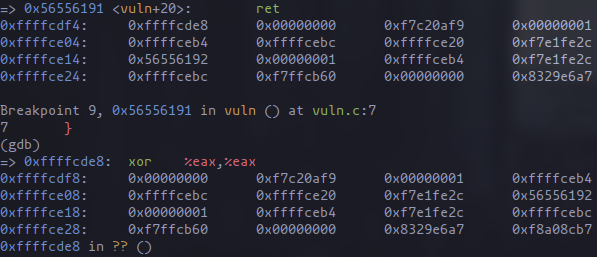 => 0x56556191 <vuln+20>: ret
0xffffcdf4: 0xffffcde8 0x00000000 0xf7c20af9 0x00000001
0xffffce04: 0xffffceb4 0xffffcebc 0xffffce20 0xf7e1fe2c
0xffffce14: 0x56556192 0x00000001 0xffffceb4 0xf7e1fe2c
0xffffce24: 0xffffcebc 0xf7ffcb60 0x00000000 0x8329e6a7
Breakpoint 9, 0x56556191 in vuln () at vuln.c:7
7 }
(gdb)
=> 0xffffcde8: xor %eax,%eax
0xffffcdf8: 0x00000000 0xf7c20af9 0x00000001 0xffffceb4
0xffffce08: 0xffffcebc 0xffffce20 0xf7e1fe2c 0x56556192
0xffffce18: 0x00000001 0xffffceb4 0xf7e1fe2c 0xffffcebc
0xffffce28: 0xf7ffcb60 0x00000000 0x8329e6a7 0xf8a08cb7
0xffffcde8 in ?? ()